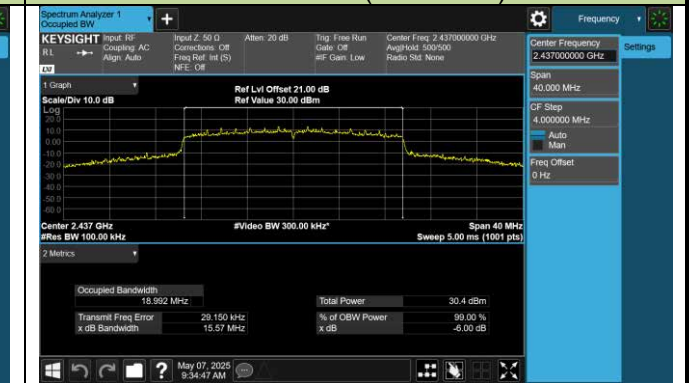 Spectrum Analyzer 1
Occupied BW
+
Frequency
KEYSIGHT
RL
LXI
Input: RF
Coupling: AC
Align: Auto
Input Z: 50 Ω
Corrections: Off
Freq Ref: Int (S)
NFE: Off
Atten: 20 dB
Trig: Free Run
Gate: Off
#IF Gain: Low
Center Freq: 2.437000000 GHz
Avg|Hold: 500/500
Radio Std: None
Center Frequency
2.437000000 GHz
Settings
Span
40.000 MHz
CF Step
4.000000 MHz
Auto
Man
Freq Offset
0 Hz
1 Graph
Scale/Div 10.0 dB
Ref Lvl Offset 21.00 dB
Ref Value 30.00 dBm
Log
20.0
10.0
0.00
-10.0
-20.0
-30.0
-40.0
-50.0
-60.0
Center 2.437 GHz
#Video BW 300.00 kHz*
Span 40 MHz
#Res BW 100.00 kHz
Sweep 5.00 ms (1001 pts)
2 Metrics
Occupied Bandwidth
18.992 MHz
Total Power
30.4 dBm
Transmit Freq Error
29.150 kHz
% of OBW Power
99.00 %
x dB Bandwidth
15.57 MHz
x dB
-6.00 dB
?
May 07, 2025
9:34:47 AM